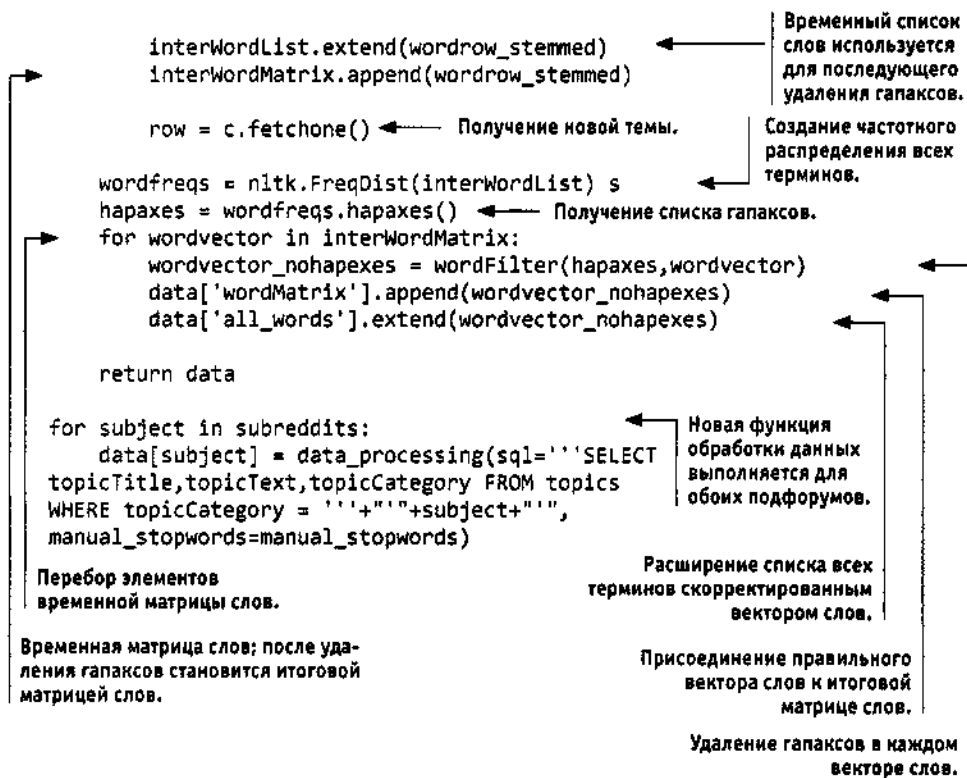 Временный список
слов используется
для последующего
удаления гапаксов.
interWordList.extend(wordrow_stemmed)
interWordMatrix.append(wordrow_stemmed)
row = c.fetchone()
Получение новой темы.
Создание частотного
распределения всех
терминов.
wordfreqs = nltk.FreqDist(interWordList) s
hapaxes = wordfreqs.hapaxes()
Получение списка гапаксов.
for wordvector in interWordMatrix:
wordvector_nohapexes = wordFilter(hapaxes,wordvector)
data['wordMatrix'].append(wordvector_nohapexes)
data['all_words'].extend(wordvector_nohapexes)
return data
for subject in subreddits:
data[subject] = data_processing(sql='''SELECT
topicTitle,topicText,topicCategory FROM topics
WHERE topicCategory = '''+"'"+subject+"'",
manual_stopwords=manual_stopwords)
Новая функция
обработки данных
выполняется для
обоих подфорумов.
Перебор элементов
временной матрицы слов.
Расширение списка всех
терминов скорректированным
вектором слов.
Временная матрица слов; после уда-
ления гапаксов становится итоговой
матрицей слов.
Присоединение правильного
вектора слов к итоговой
матрице слов.
Удаление гапаксов в каждом
векторе слов.